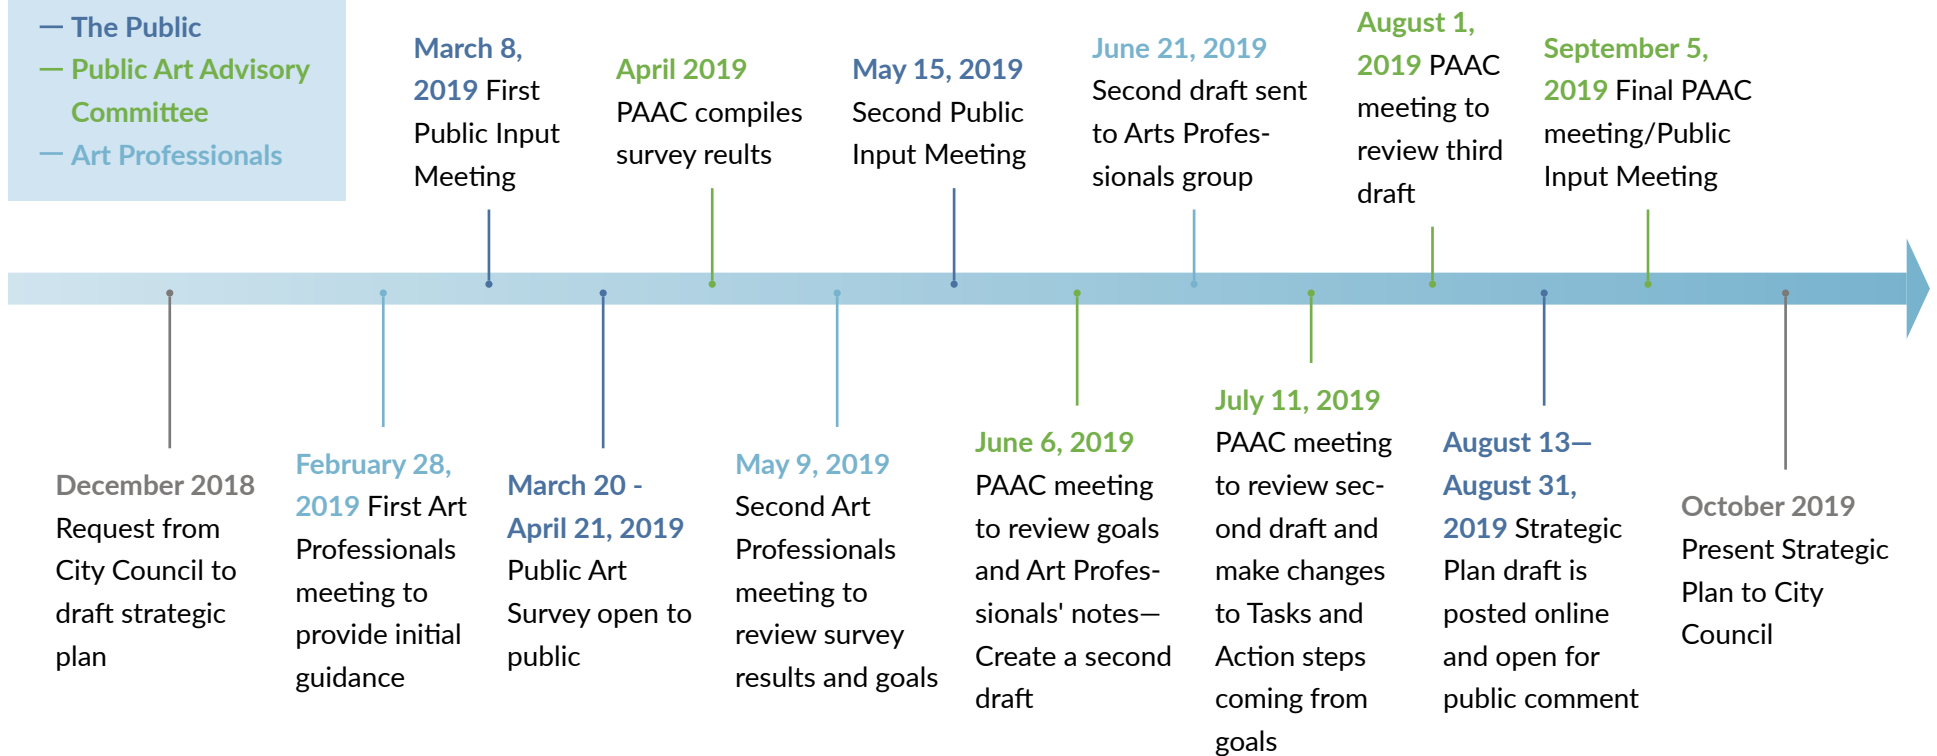 — The Public
— Public Art Advisory
Committee
— Art Professionals
March 8,
2019 First
Public Input
Meeting
April 2019
PAAC compiles
survey reults
May 15, 2019
Second Public
Input Meeting
June 21, 2019
Second draft sent
to Arts Profes-
sionals group
August 1,
2019 PAAC
meeting to
review third
draft
September 5,
2019 Final PAAC
meeting/Public
Input Meeting
December 2018
Request from
City Council to
draft strategic
plan
February 28,
2019 First Art
Professionals
meeting to
provide initial
guidance
March 20 -
April 21, 2019
Public Art
Survey open to
public
May 9, 2019
Second Art
Professionals
meeting to
review survey
results and goals
June 6, 2019
PAAC meeting
to review goals
and Art Profes-
sionals' notes—
Create a second
draft
July 11, 2019
PAAC meeting
to review sec-
ond draft and
make changes
to Tasks and
Action steps
coming from
goals
August 13—
August 31,
2019 Strategic
Plan draft is
posted online
and open for
public comment
October 2019
Present Strategic
Plan to City
Council